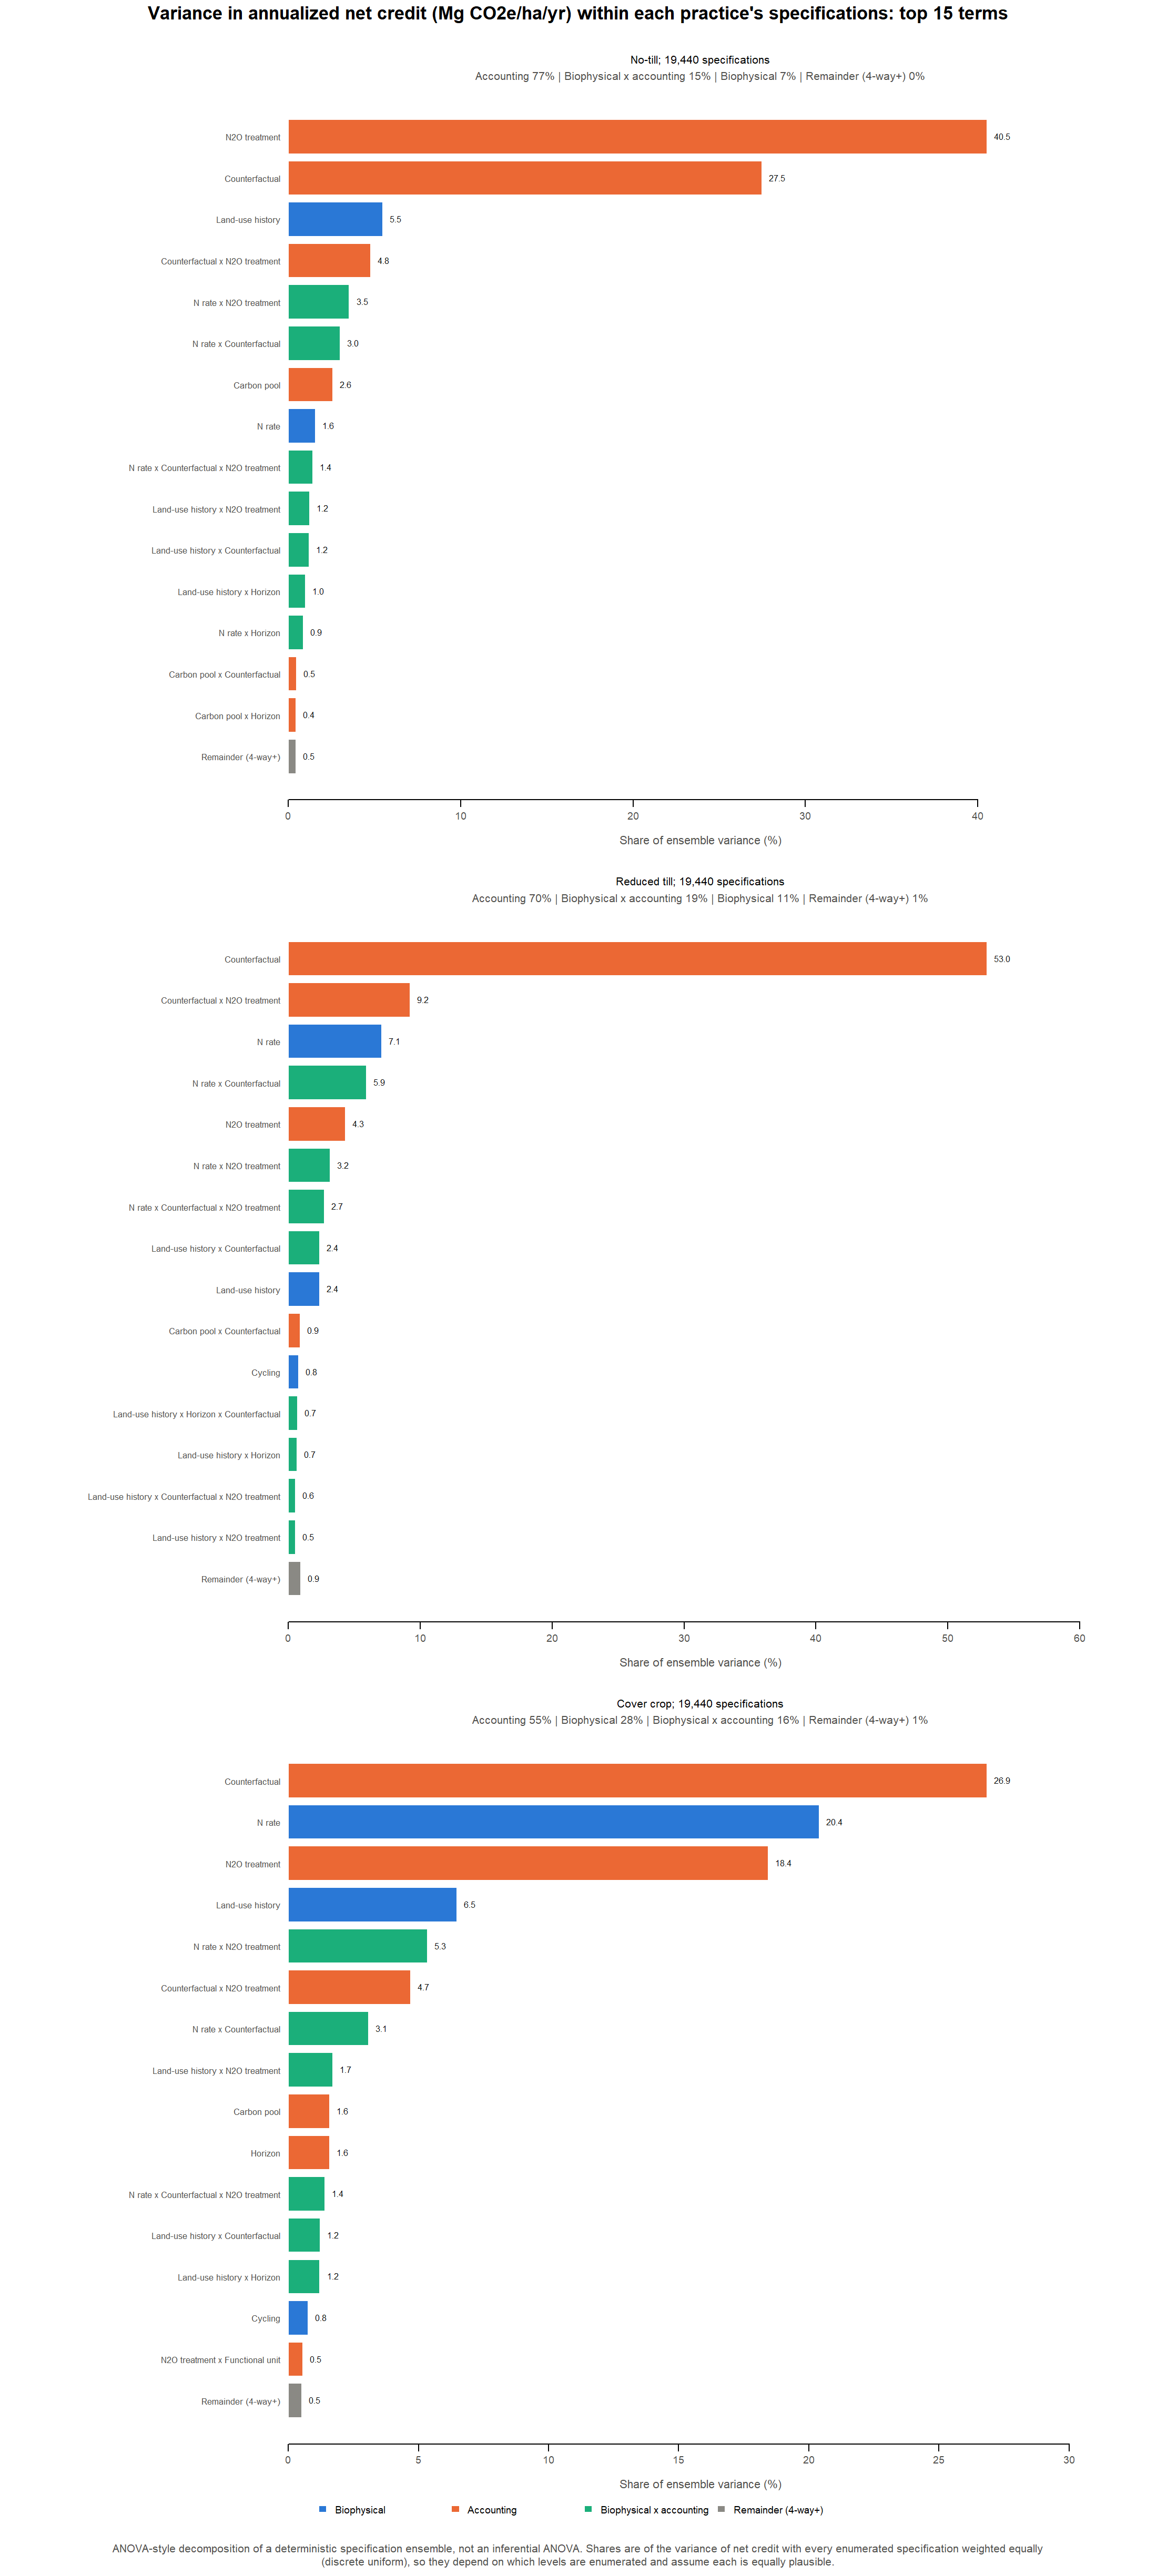 Variance in annualized net credit (Mg CO2e/ha/yr) within each practice's specifications: top 15 terms
No-till; 19,440 specifications
Accounting 77% | Biophysical x accounting 15% | Biophysical 7% | Remainder (4-way+) 0%
N2O treatment 40.5
Counterfactual 27.5
Land-use history 5.5
Counterfactual x N2O treatment 4.8
N rate x N2O treatment 3.5
N rate x Counterfactual 3.0
Carbon pool 2.6
N rate 1.6
N rate x Counterfactual x N2O treatment 1.4
Land-use history x N2O treatment 1.2
Land-use history x Counterfactual 1.2
Land-use history x Horizon 1.0
N rate x Horizon 0.9
Carbon pool x Counterfactual 0.5
Carbon pool x Horizon 0.4
Remainder (4-way+) 0.5
0 10 20 30 40
Share of ensemble variance (%)
Reduced till; 19,440 specifications
Accounting 70% | Biophysical x accounting 19% | Biophysical 11% | Remainder (4-way+) 1%
Counterfactual 53.0
Counterfactual x N2O treatment 9.2
N rate 7.1
N rate x Counterfactual 5.9
N2O treatment 4.3
N rate x N2O treatment 3.2
N rate x Counterfactual x N2O treatment 2.7
Land-use history x Counterfactual 2.4
Land-use history 2.4
Carbon pool x Counterfactual 0.9
Cycling 0.8
Land-use history x Horizon x Counterfactual 0.7
Land-use history x Horizon 0.7
Land-use history x Counterfactual x N2O treatment 0.6
Land-use history x N2O treatment 0.5
Remainder (4-way+) 0.9
0 10 20 30 40 50 60
Share of ensemble variance (%)
Cover crop; 19,440 specifications
Accounting 55% | Biophysical 28% | Biophysical x accounting 16% | Remainder (4-way+) 1%
Counterfactual 26.9
N rate 20.4
N2O treatment 18.4
Land-use history 6.5
N rate x N2O treatment 5.3
Counterfactual x N2O treatment 4.7
N rate x Counterfactual 3.1
Land-use history x N2O treatment 1.7
Carbon pool 1.6
Horizon 1.6
N rate x Counterfactual x N2O treatment 1.4
Land-use history x Counterfactual 1.2
Land-use history x Horizon 1.2
Cycling 0.8
N2O treatment x Functional unit 0.5
Remainder (4-way+) 0.5
0 5 10 15 20 25 30
Share of ensemble variance (%)
Biophysical Accounting Biophysical x accounting Remainder (4-way+)
ANOVA-style decomposition of a deterministic specification ensemble, not an inferential ANOVA. Shares are of the variance of net credit with every enumerated specification weighted equally
(discrete uniform), so they depend on which levels are enumerated and assume each is equally plausible.